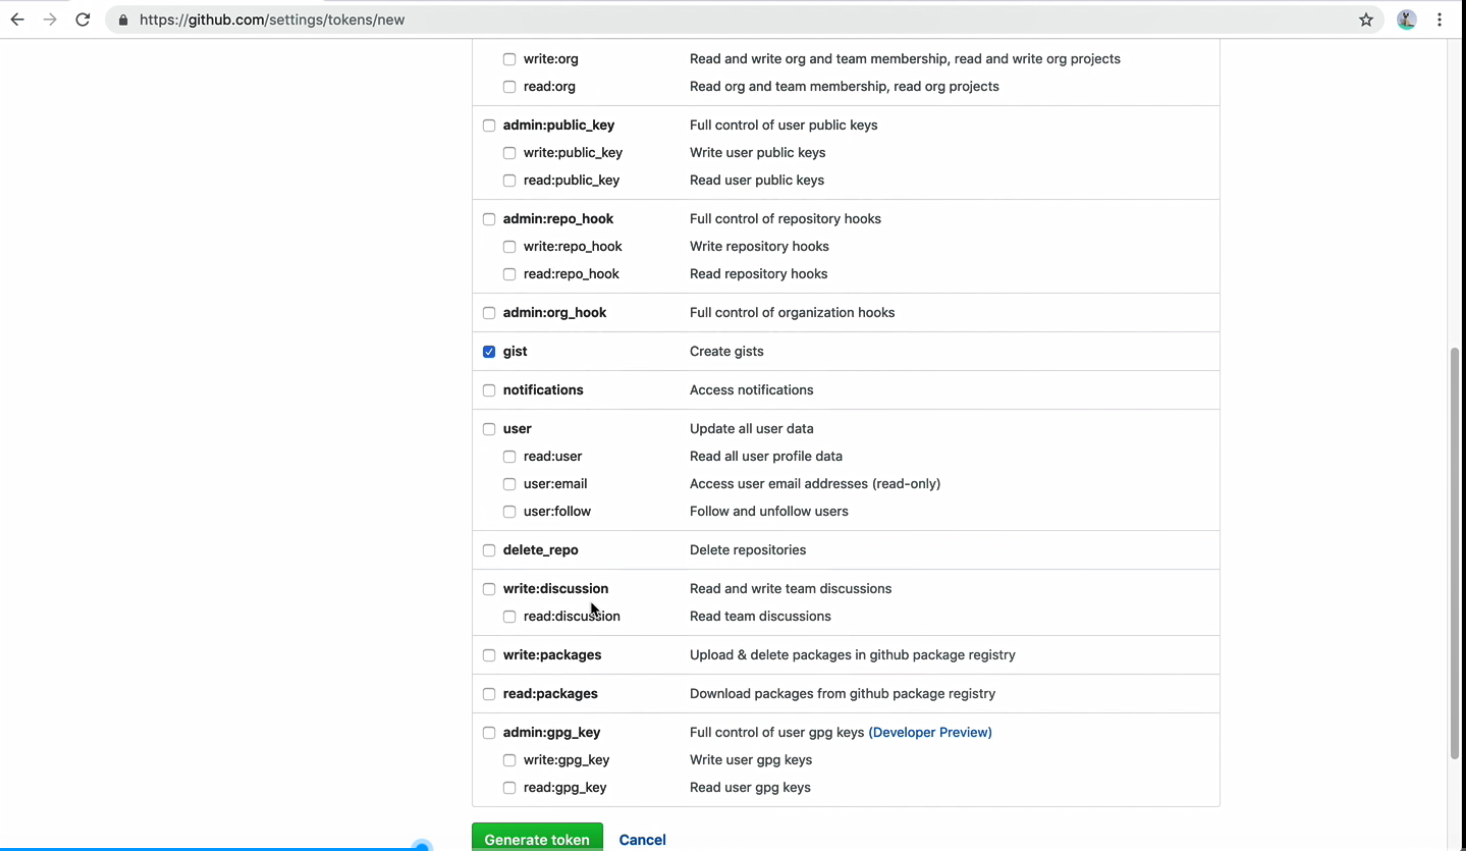 https://github.com/settings/tokens/new
write:org Read and write org and team membership, read and write org projects
read:org Read org and team membership, read org projects
admin:public_key Full control of user public keys
write:public_key Write user public keys
read:public_key Read user public keys
admin:repo_hook Full control of repository hooks
write:repo_hook Write repository hooks
read:repo_hook Read repository hooks
admin:org_hook Full control of organization hooks
gist Create gists
notifications Access notifications
user Update all user data
read:user Read all user profile data
user:email Access user email addresses (read-only)
user:follow Follow and unfollow users
delete_repo Delete repositories
write:discussion Read and write team discussions
read:discussion Read team discussions
write:packages Upload & delete packages in github package registry
read:packages Download packages from github package registry
admin:gpg_key Full control of user gpg keys (Developer Preview)
write:gpg_key Write user gpg keys
read:gpg_key Read user gpg keys
Generate token Cancel